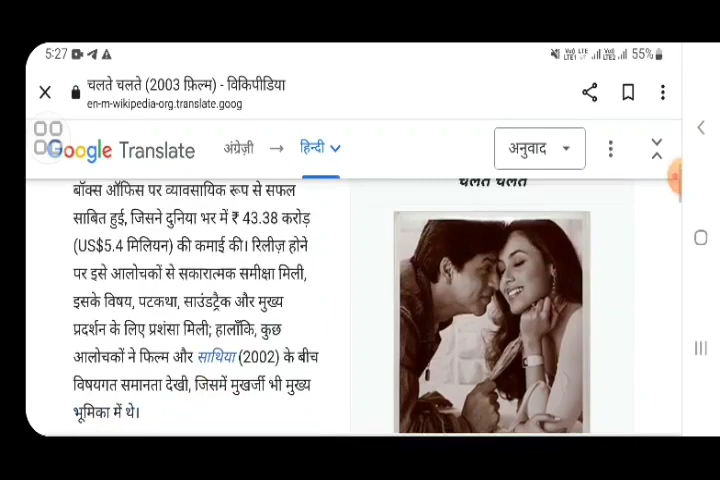 5:27
55%
चलते चलते (2003 फ़िल्म) - विकिपीडिया
en-m-wikipedia-org.translate.goog
Google Translate अंग्रेज़ी → हिन्दी अनुवाद
बॉक्स ऑफिस पर व्यावसायिक रूप से सफल
साबित हुई, जिसने दुनिया भर में ₹ 43.38 करोड़
(US$5.4 मिलियन) की कमाई की। रिलीज़ होने
पर इसे आलोचकों से सकारात्मक समीक्षा मिली,
इसके विषय, पटकथा, साउंडट्रैक और मुख्य
प्रदर्शन के लिए प्रशंसा मिली; हालाँकि, कुछ
आलोचकों ने फिल्म और साथिया (2002) के बीच
विषयगत समानता देखी, जिसमें मुखर्जी भी मुख्य
भूमिका में थे।
चलते चलते